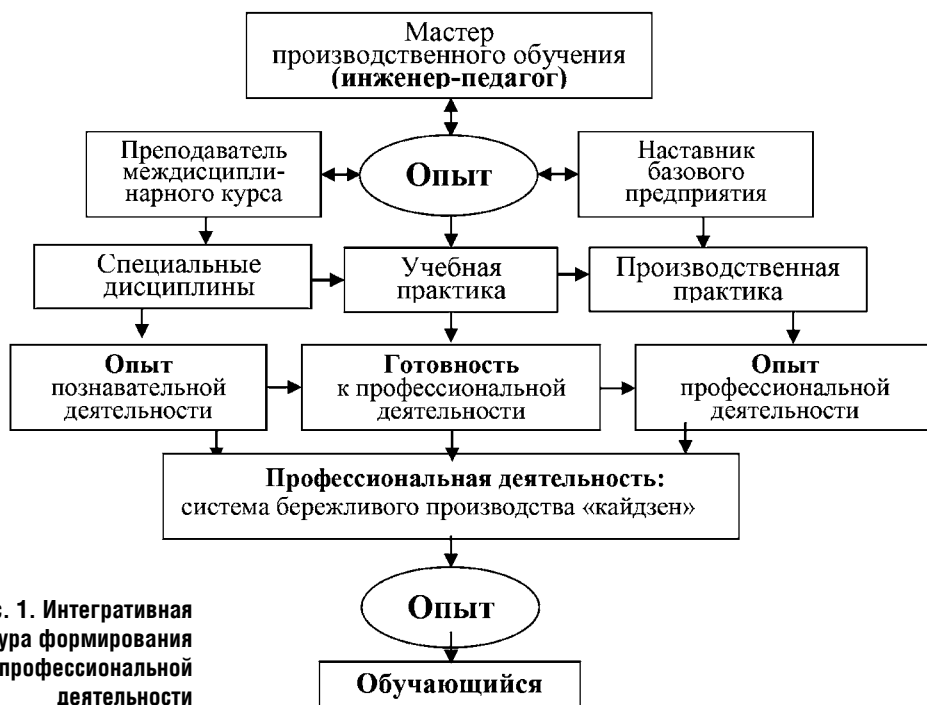 Мастер
производственного обучения
(инженер-педагог)
Преподаватель
междисципли-
нарного курса
Опыт
Наставник
базового
предприятия
Специальные
дисциплины
Учебная
практика
Производственная
практика
Опыт
познавательной
деятельности
Готовность
к профессиональной
деятельности
Опыт
профессиональной
деятельности
Профессиональная деятельность:
система бережливого производства «кайдзен»
Опыт
Обучающийся
с. 1. Интегративная
ура формирования
профессиональной
деятельности